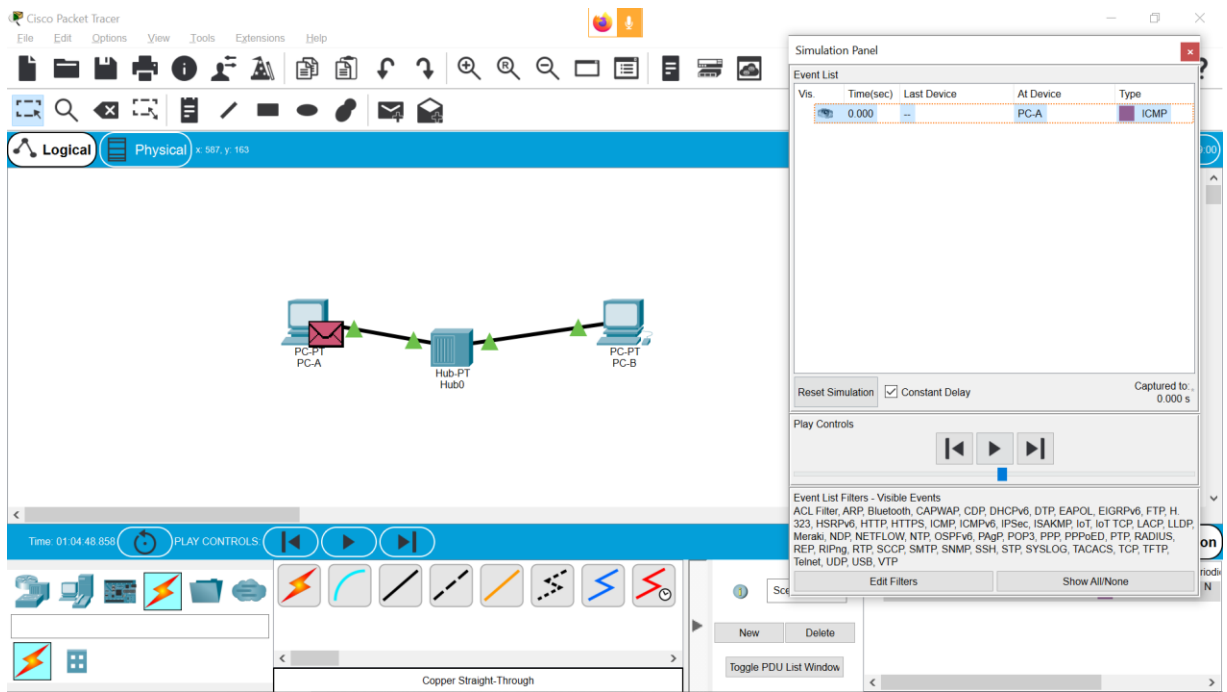 Cisco Packet Tracer
File Edit Options View Tools Extensions Help
Logical
Physical x: 587, y: 163
PC-PT
PC-A
Hub-PT
Hub0
PC-PT
PC-B
Time: 01:04:48.858 PLAY CONTROLS:
Copper Straight-Through
New Delete
Toggle PDU List Window
Simulation Panel
Event List
Vis. Time(sec) Last Device At Device Type
0.000 -- PC-A ICMP
Reset Simulation Constant Delay
Captured to:
0.000 s
Play Controls
Event List Filters - Visible Events
ACL Filter, ARP, Bluetooth, CAPWAP, CDP, DHCPv6, DTP, EAPOL, EIGRPv6, FTP, H.
323, HSRPv6, HTTP, HTTPS, ICMP, ICMPv6, IPSec, ISAKMP, IoT, IoT TCP, LACP, LLDP,
Meraki, NDP, NETFLOW, NTP, OSPFv6, PAgP, POP3, PPP, PPPoED, PTP, RADIUS,
REP, RIPng, RTP, SCCP, SMTP, SNMP, SSH, STP, SYSLOG, TACACS, TCP, TFTP,
Telnet, UDP, USB, VTP
Edit Filters Show All/None
N